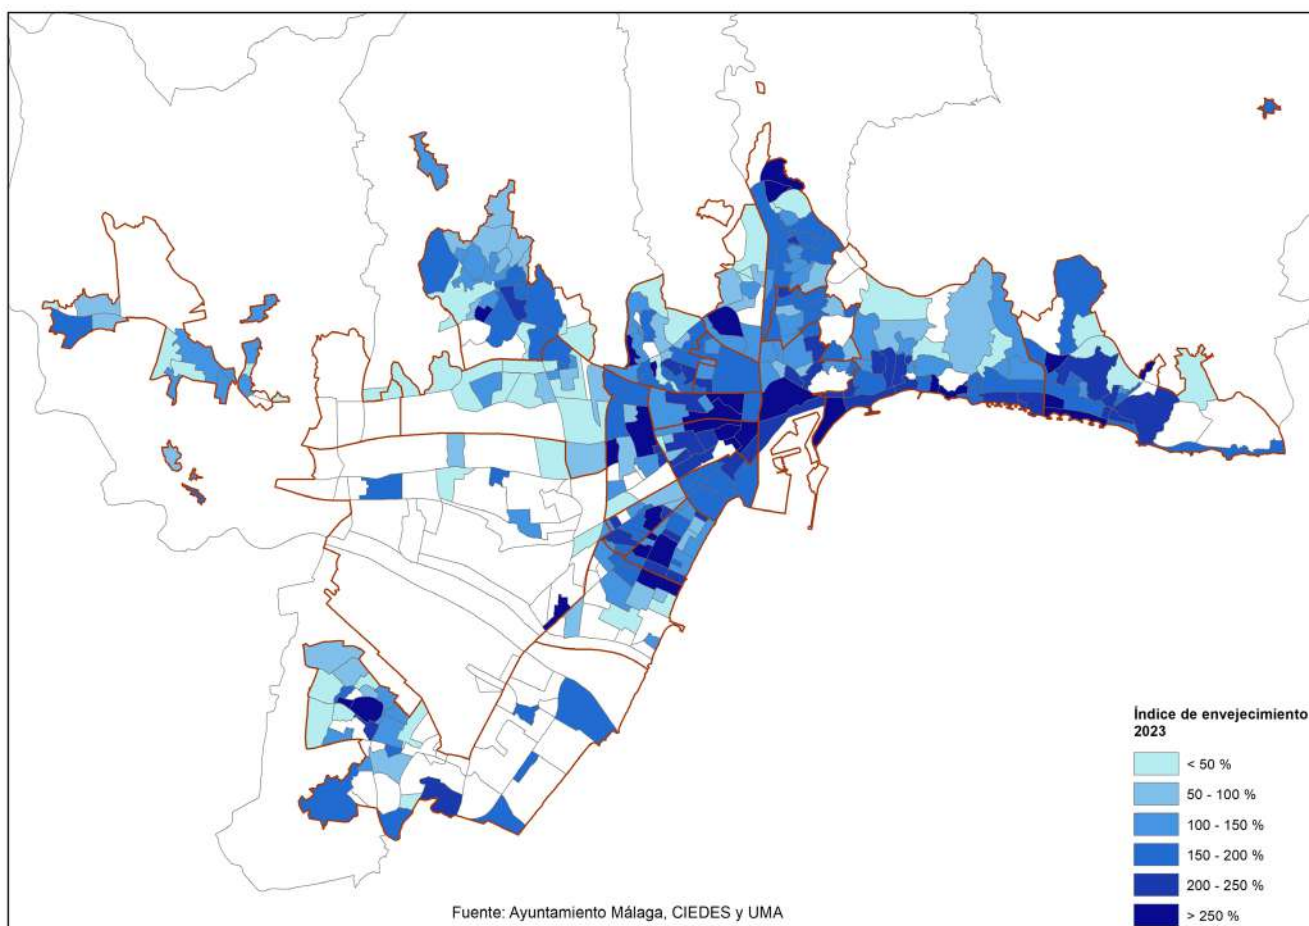 Índice de envejecimiento
2023
< 50 %
50 - 100 %
100 - 150 %
150 - 200 %
200 - 250 %
> 250 %
Fuente: Ayuntamiento Málaga, CIEDES y UMA